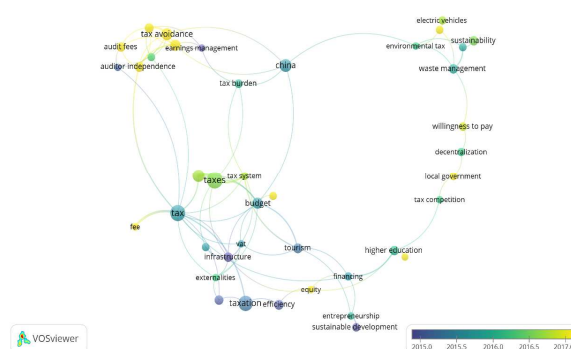 electric vehicles
tax avoidance
sustainability
audit fees
earnings management
environmental tax
auditor independence
china
waste management
tax burden
willingness to pay
decentralization
taxes
tax system
local government
budget
tax competition
tax
fee
vat
tourism
higher education
infrastructure
externalities
financing
equity
taxation
efficiency
entrepreneurship
sustainable development
VOSviewer
2015.0 2015.5 2016.0 2016.5 2017.0